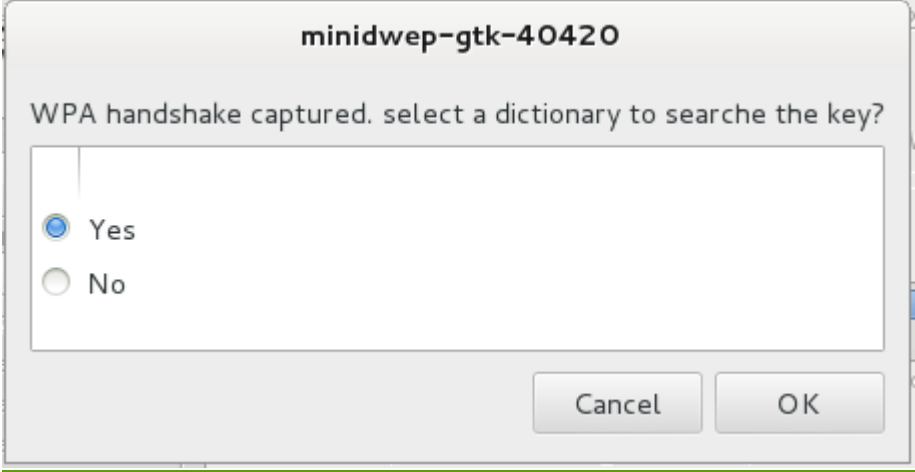 minidwep-gtk-40420
WPA handshake captured. select a dictionary to searche the key?
Yes
No
Cancel OK